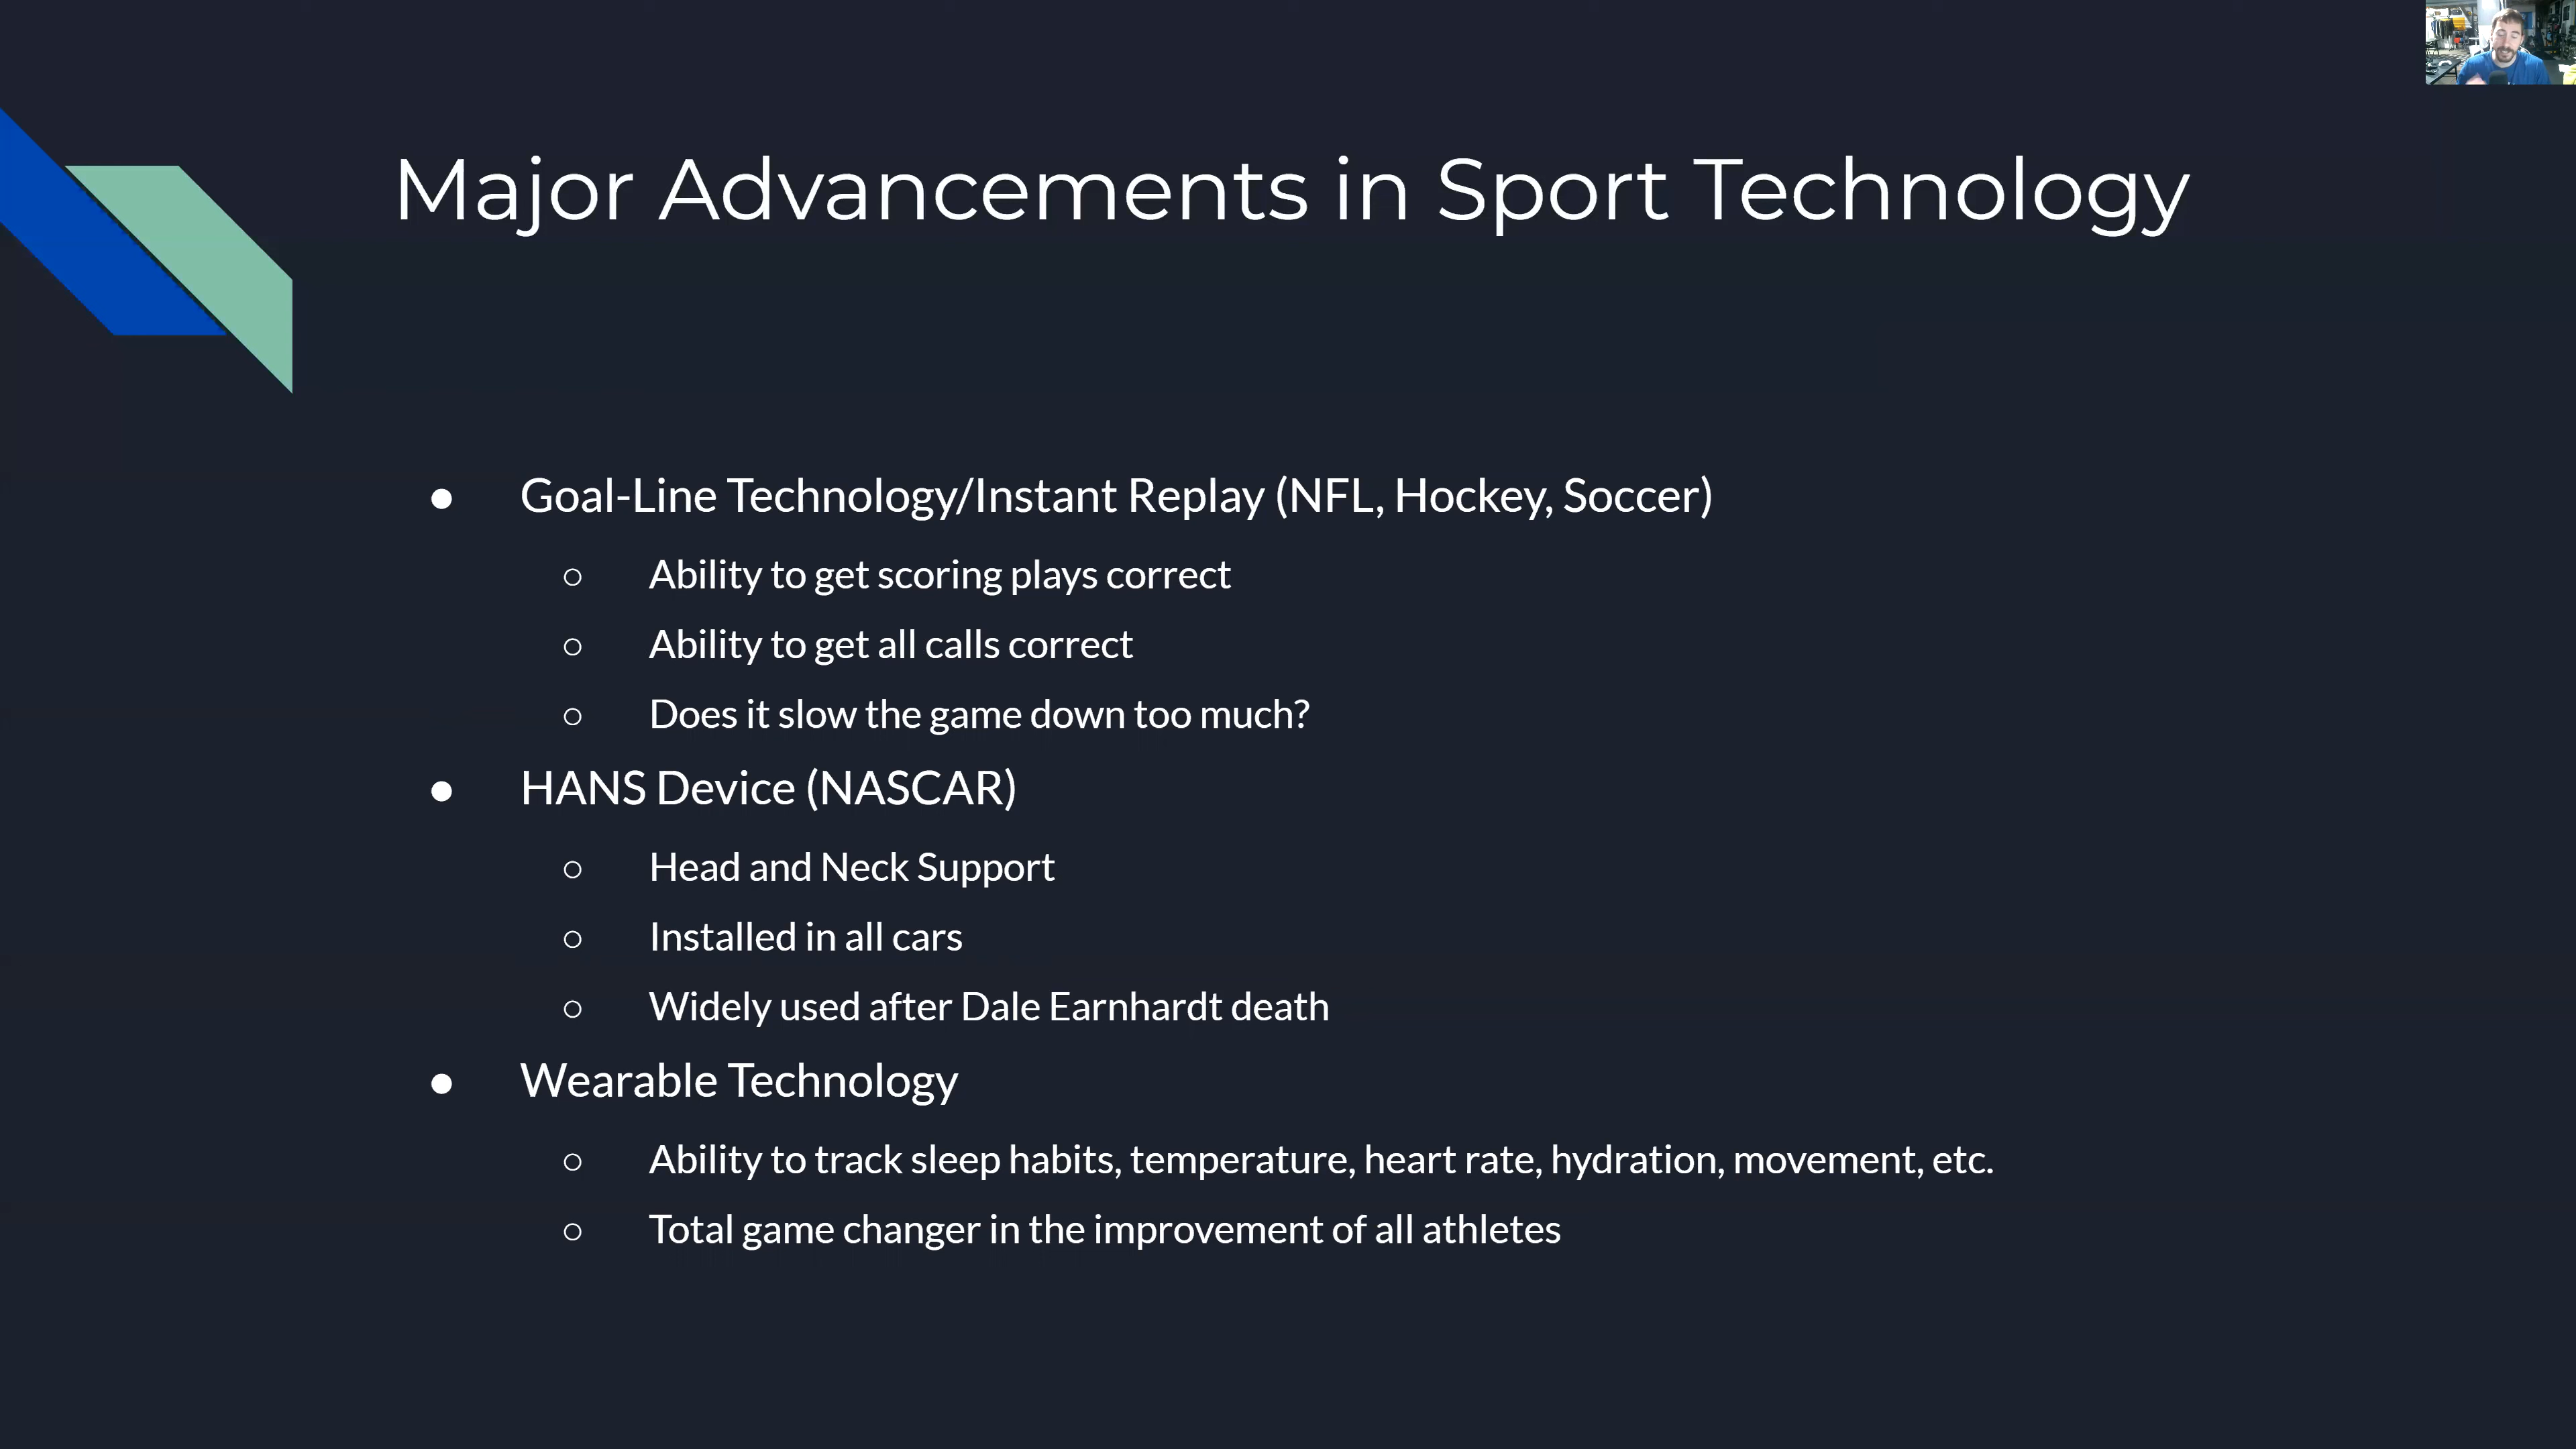 Major Advancements in Sport Technology
● Goal-Line Technology/Instant Replay (NFL, Hockey, Soccer)
○ Ability to get scoring plays correct
○ Ability to get all calls correct
○ Does it slow the game down too much?
● HANS Device (NASCAR)
○ Head and Neck Support
○ Installed in all cars
○ Widely used after Dale Earnhardt death
● Wearable Technology
○ Ability to track sleep habits, temperature, heart rate, hydration, movement, etc.
○ Total game changer in the improvement of all athletes